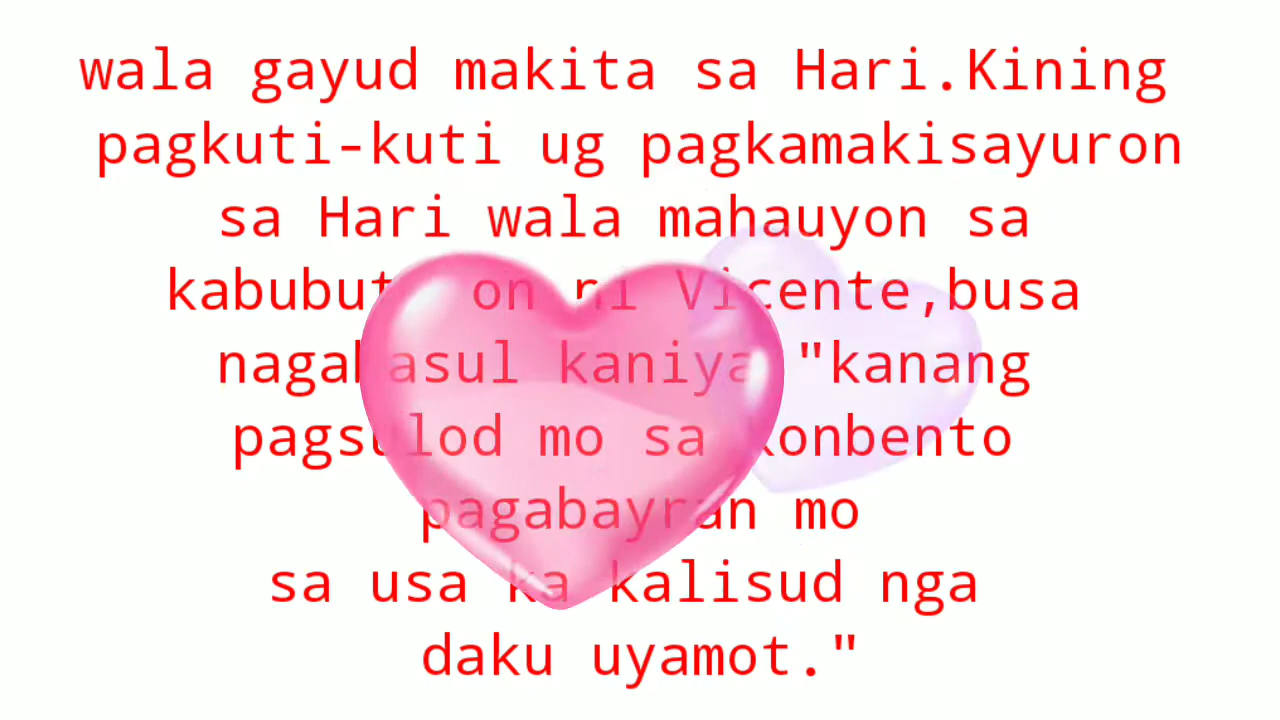 wala gayud makita sa Hari.Kining
pagkuti-kuti ug pagkamakisayuron
sa Hari wala mahauyon sa
on ni Vicente,busa
nagabasul kaniya "kanang
pagsulod mo sa konbento
pagabayran mo
sa usa ka kalisud nga
daku uyamot."